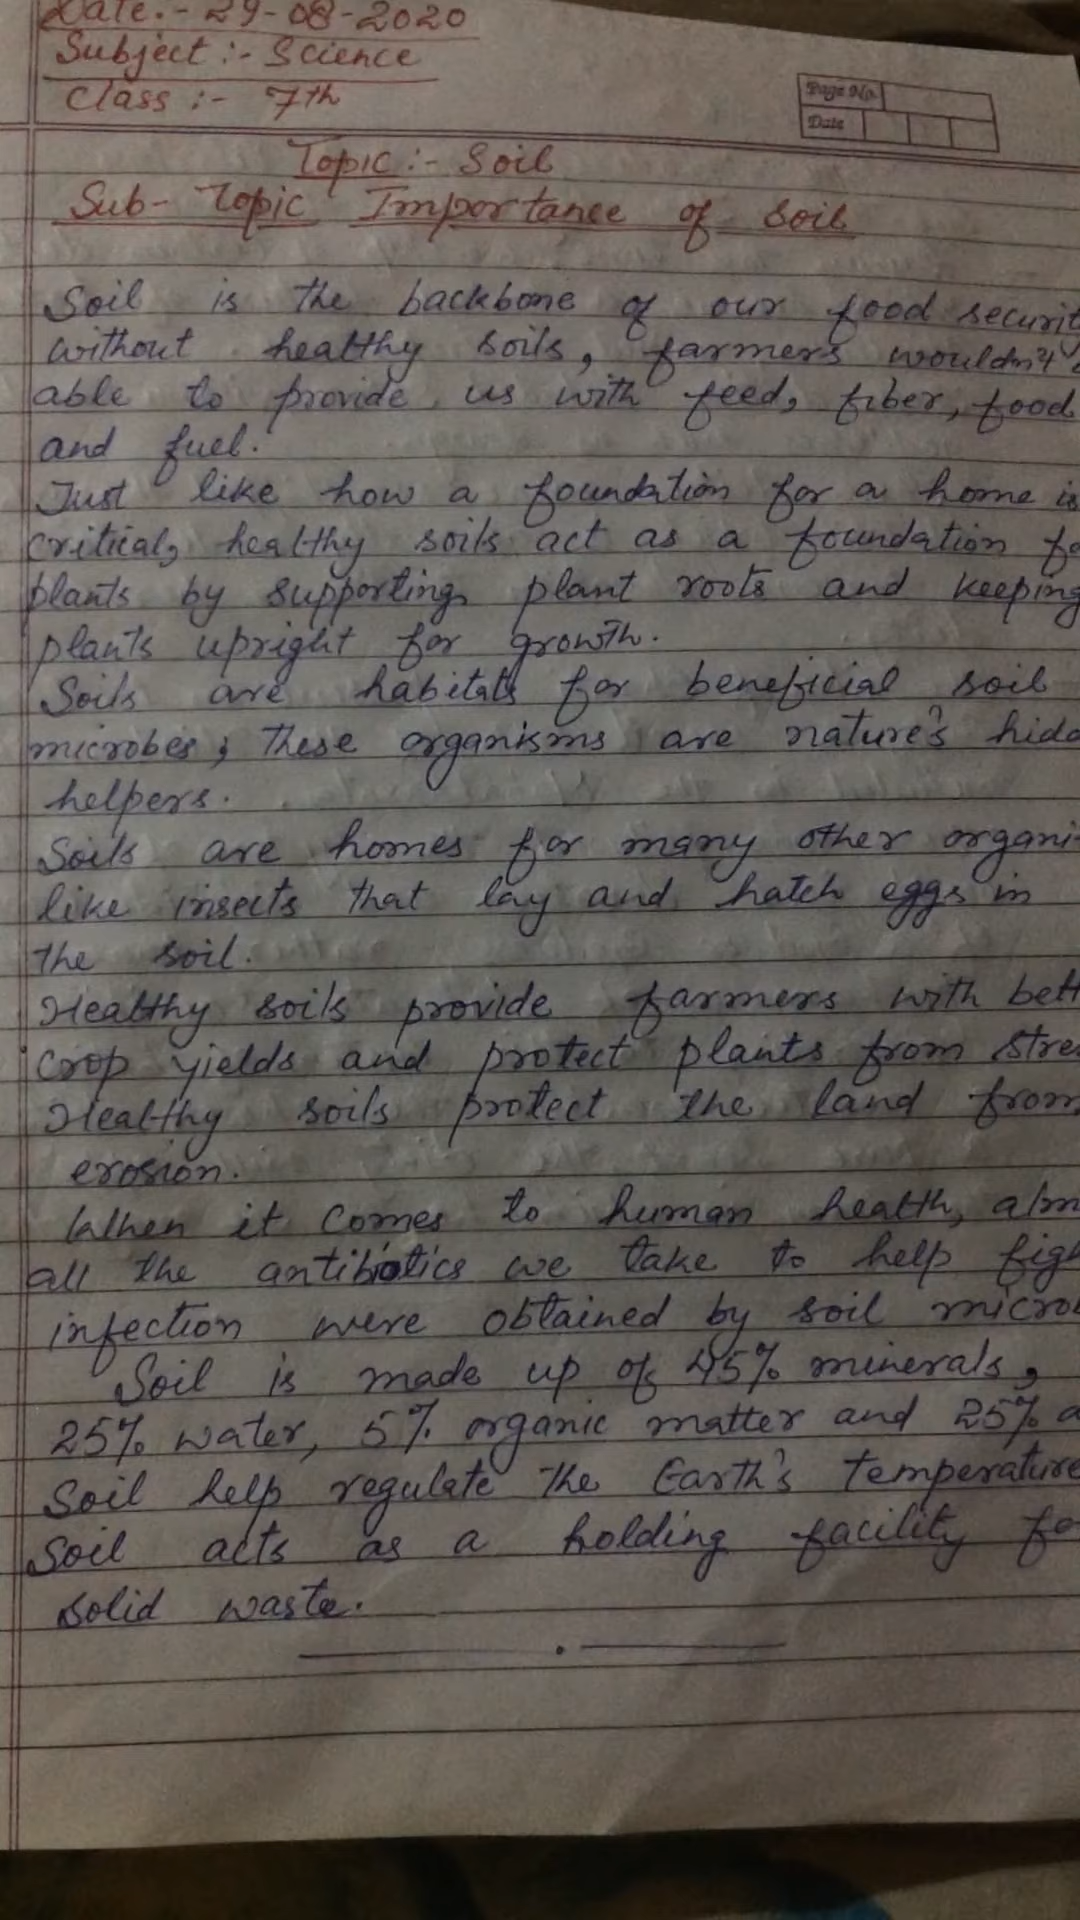 Date:- 29-08-2020
Subject :- Science
Class :- 7th
Page No.
Date
Topic :- Soil
Sub- Topic Importance of Soil
Soil is the backbone of our food securit
without healthy soils, farmers wouldn't
able to provide us with feed, fiber, food
and fuel.
Just like how a foundation for a home is
critical, healthy soils act as a foundation fo
plants by supporting plant roots and keeping
plants upright for growth.
Soils are habitats for beneficial soil
microbes; these organisms are nature's hidd
helpers.
Soils are homes for many other organi-
like insects that lay and hatch eggs in
the soil.
Healthy soils provide farmers with bett
crop yields and protect plants from stre
Healthy soils protect the land from
erosion.
When it comes to human health, alm
all the antibiotics we take to help figh
infection were obtained by soil microb
Soil is made up of 45% minerals,
25% water, 5% organic matter and 25% a
Soil help regulate the Earth's temperature
Soil acts as a holding facility fo
solid waste.